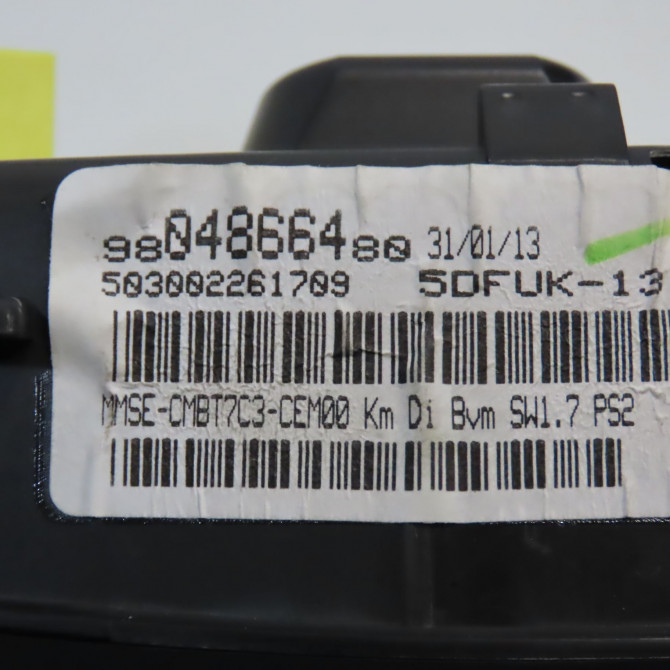 9804866480 31/01/13
503002261709 5DFUK-13
MMSE-CMBT7C3-CEM00 Km Di Bvm SW1.7 PS2